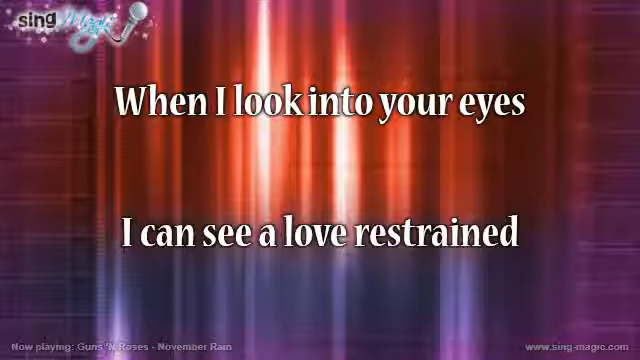 sing Magic
When I look into your eyes
I can see a love restrained
Now playing: Guns 'N Roses - November Rain
www.sing-magic.com